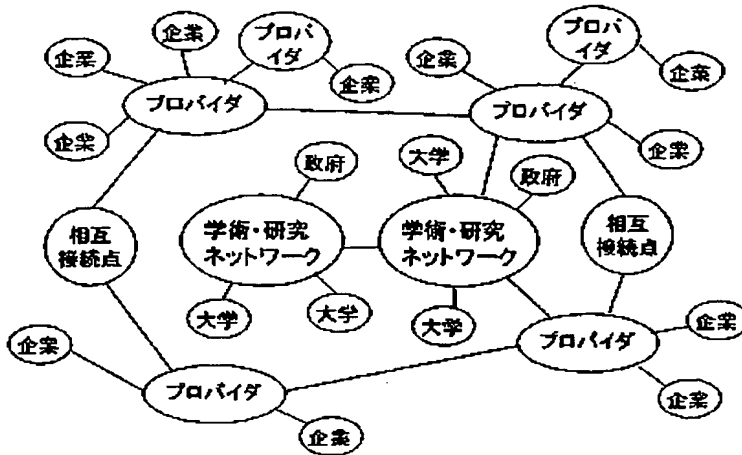 企業
プロバ
イダ
企業
企業
プロバイダ
企業
企業
プロバ
イダ
企業
企業
プロバイダ
企業
政府
大学
政府
相互
接続点
学術・研究
ネットワーク
学術・研究
ネットワーク
相互
接続点
大学
大学
大学
企業
プロバイダ
企業
企業
企業
プロバイダ
企業